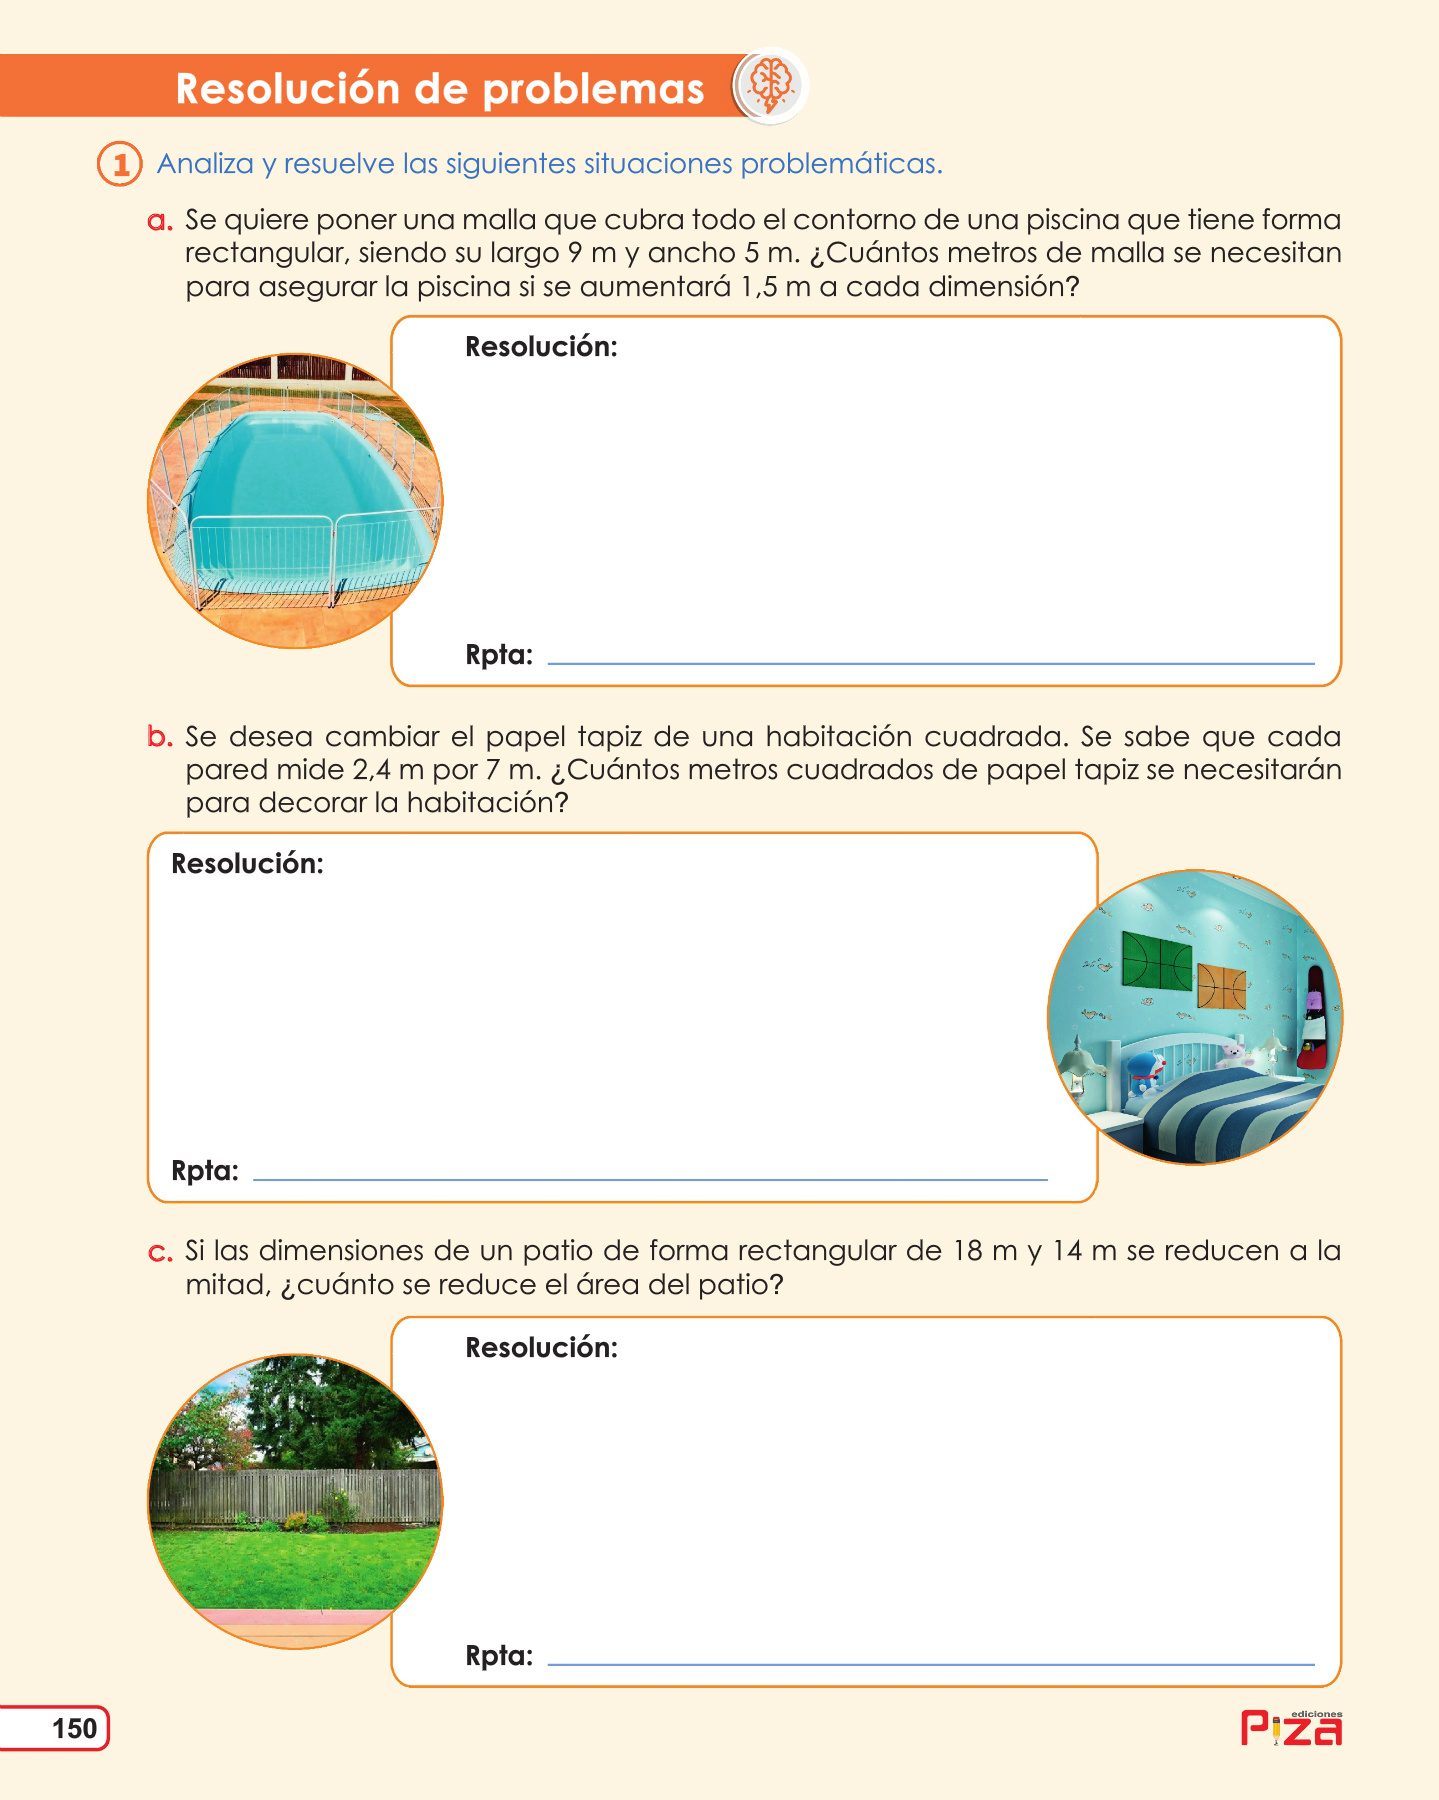 Resolución de problemas
1 Analiza y resuelve las siguientes situaciones problemáticas.
a. Se quiere poner una malla que cubra todo el contorno de una piscina que tiene forma
rectangular, siendo su largo 9 m y ancho 5 m. ¿Cuántos metros de malla se necesitan
para asegurar la piscina si se aumentará 1,5 m a cada dimensión?
Resolución:
Rpta:
b. Se desea cambiar el papel tapiz de una habitación cuadrada. Se sabe que cada
pared mide 2,4 m por 7 m. ¿Cuántos metros cuadrados de papel tapiz se necesitarán
para decorar la habitación?
Resolución:
Rpta:
c. Si las dimensiones de un patio de forma rectangular de 18 m y 14 m se reducen a la
mitad, ¿cuánto se reduce el área del patio?
Resolución:
Rpta:
150
ediciones
Piza